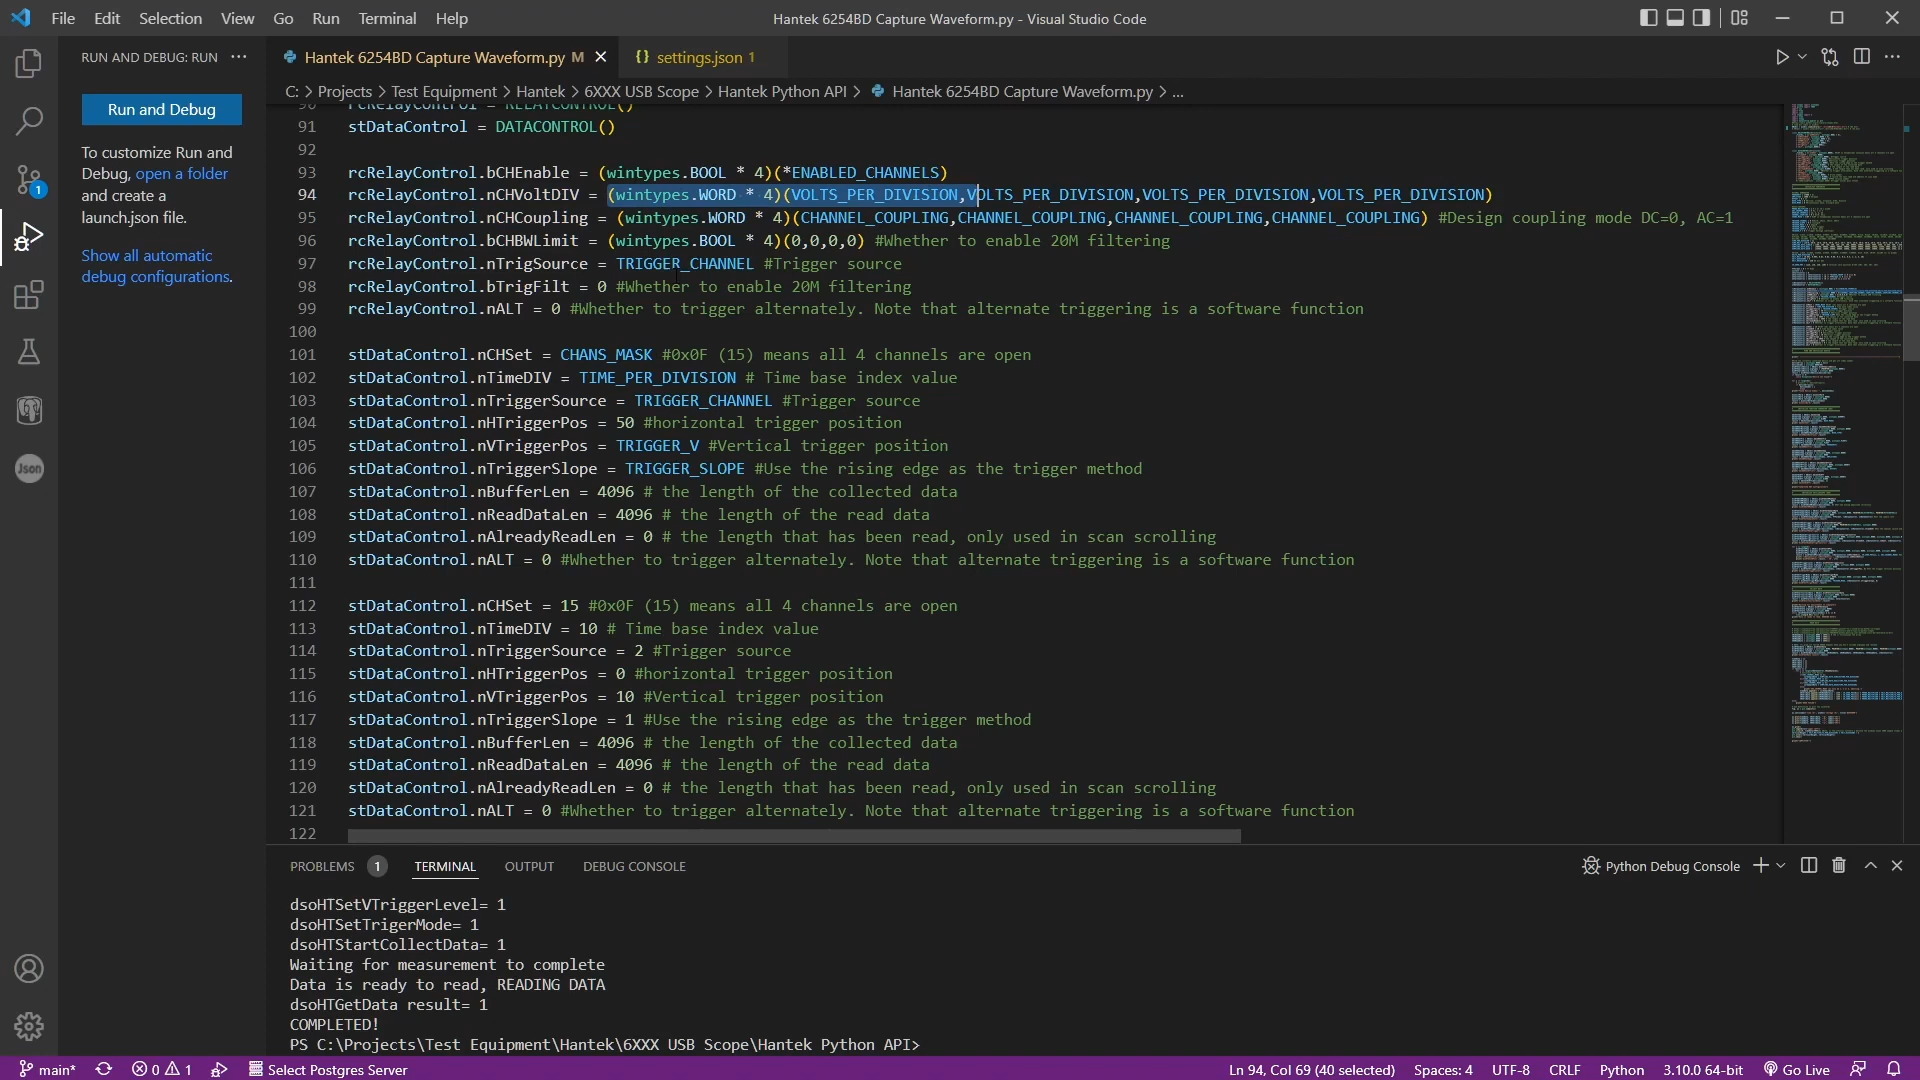 File Edit Selection View Go Run Terminal Help
Hantek 6254BD Capture Waveform.py - Visual Studio Code
RUN AND DEBUG: RUN ...
Run and Debug
To customize Run and
Debug, open a folder
and create a
launch.json file.
Show all automatic
debug configurations.
1
Json
Hantek 6254BD Capture Waveform.py M
{} settings.json 1
C: > Projects > Test Equipment > Hantek > 6XXX USB Scope > Hantek Python API > Hantek 6254BD Capture Waveform.py > ...
90 rcRelayControl = RELAYCONTROL()
91 stDataControl = DATACONTROL()
92
93 rcRelayControl.bCHEnable = (wintypes.BOOL * 4)(*ENABLED_CHANNELS)
94 rcRelayControl.nCHVoltDIV = (wintypes.WORD * 4)(VOLTS_PER_DIVISION,VOLTS_PER_DIVISION,VOLTS_PER_DIVISION,VOLTS_PER_DIVISION)
95 rcRelayControl.nCHCoupling = (wintypes.WORD * 4)(CHANNEL_COUPLING,CHANNEL_COUPLING,CHANNEL_COUPLING,CHANNEL_COUPLING) #Design coupling mode DC=0, AC=1
96 rcRelayControl.bCHBWLimit = (wintypes.BOOL * 4)(0,0,0,0) #Whether to enable 20M filtering
97 rcRelayControl.nTrigSource = TRIGGER_CHANNEL #Trigger source
98 rcRelayControl.bTrigFilt = 0 #Whether to enable 20M filtering
99 rcRelayControl.nALT = 0 #Whether to trigger alternately. Note that alternate triggering is a software function
100
101 stDataControl.nCHSet = CHANS_MASK #0x0F (15) means all 4 channels are open
102 stDataControl.nTimeDIV = TIME_PER_DIVISION # Time base index value
103 stDataControl.nTriggerSource = TRIGGER_CHANNEL #Trigger source
104 stDataControl.nHTriggerPos = 50 #horizontal trigger position
105 stDataControl.nVTriggerPos = TRIGGER_V #Vertical trigger position
106 stDataControl.nTriggerSlope = TRIGGER_SLOPE #Use the rising edge as the trigger method
107 stDataControl.nBufferLen = 4096 # the length of the collected data
108 stDataControl.nReadDataLen = 4096 # the length of the read data
109 stDataControl.nAlreadyReadLen = 0 # the length that has been read, only used in scan scrolling
110 stDataControl.nALT = 0 #Whether to trigger alternately. Note that alternate triggering is a software function
111
112 stDataControl.nCHSet = 15 #0x0F (15) means all 4 channels are open
113 stDataControl.nTimeDIV = 10 # Time base index value
114 stDataControl.nTriggerSource = 2 #Trigger source
115 stDataControl.nHTriggerPos = 0 #horizontal trigger position
116 stDataControl.nVTriggerPos = 10 #Vertical trigger position
117 stDataControl.nTriggerSlope = 1 #Use the rising edge as the trigger method
118 stDataControl.nBufferLen = 4096 # the length of the collected data
119 stDataControl.nReadDataLen = 4096 # the length of the read data
120 stDataControl.nAlreadyReadLen = 0 # the length that has been read, only used in scan scrolling
121 stDataControl.nALT = 0 #Whether to trigger alternately. Note that alternate triggering is a software function
122
PROBLEMS 1 TERMINAL OUTPUT DEBUG CONSOLE
Python Debug Console
dsoHTSetVTriggerLevel= 1
dsoHTSetTrigerMode= 1
dsoHTStartCollectData= 1
Waiting for measurement to complete
Data is ready to read, READING DATA
dsoHTGetData result= 1
COMPLETED!
PS C:\Projects\Test Equipment\Hantek\6XXX USB Scope\Hantek Python API>
main* 0 1 Select Postgres Server
Ln 94, Col 69 (40 selected) Spaces: 4 UTF-8 CRLF Python 3.10.0 64-bit Go Live